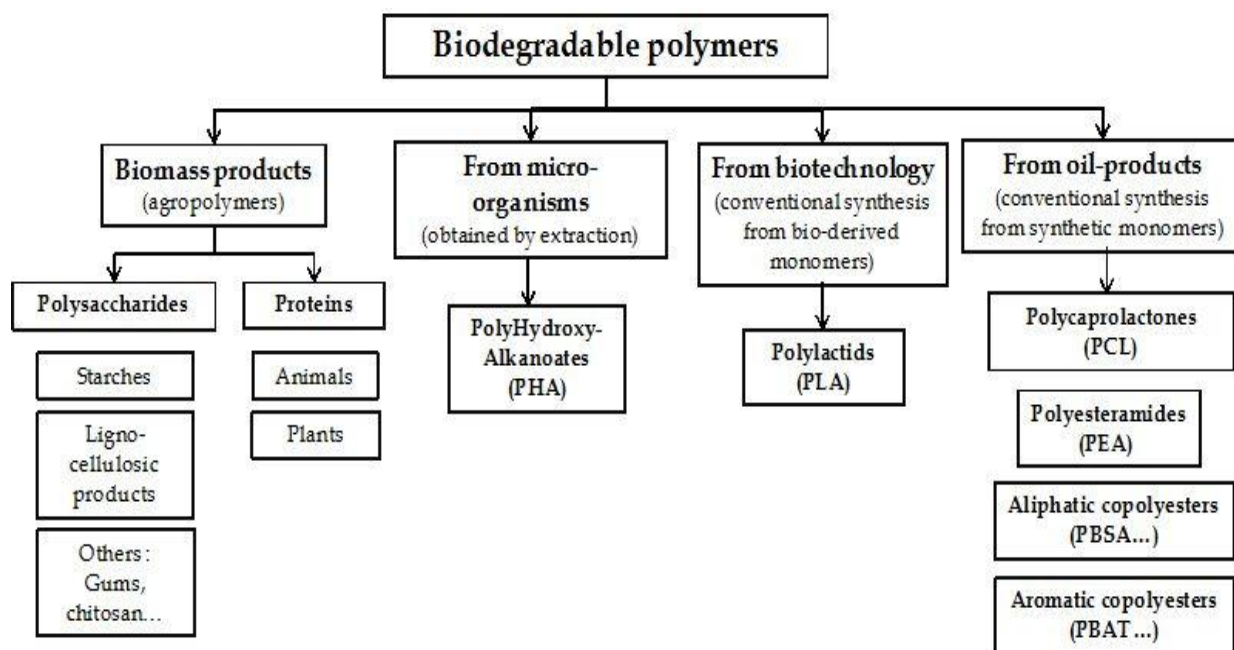 Biodegradable polymers
Biomass products
(agropolymers)
From micro-
organisms
(obtained by extraction)
From biotechnology
(conventional synthesis
from bio-derived
monomers)
From oil-products
(conventional synthesis
from synthetic monomers)
Polysaccharides
Proteins
PolyHydroxy-
Alkanoates
(PHA)
Polylactids
(PLA)
Polycaprolactones
(PCL)
Starches
Animals
Ligno-
cellulosic
products
Plants
Polyesteramides
(PEA)
Others :
Gums,
chitosan...
Aliphatic copolyesters
(PBSA...)
Aromatic copolyesters
(PBAT...)